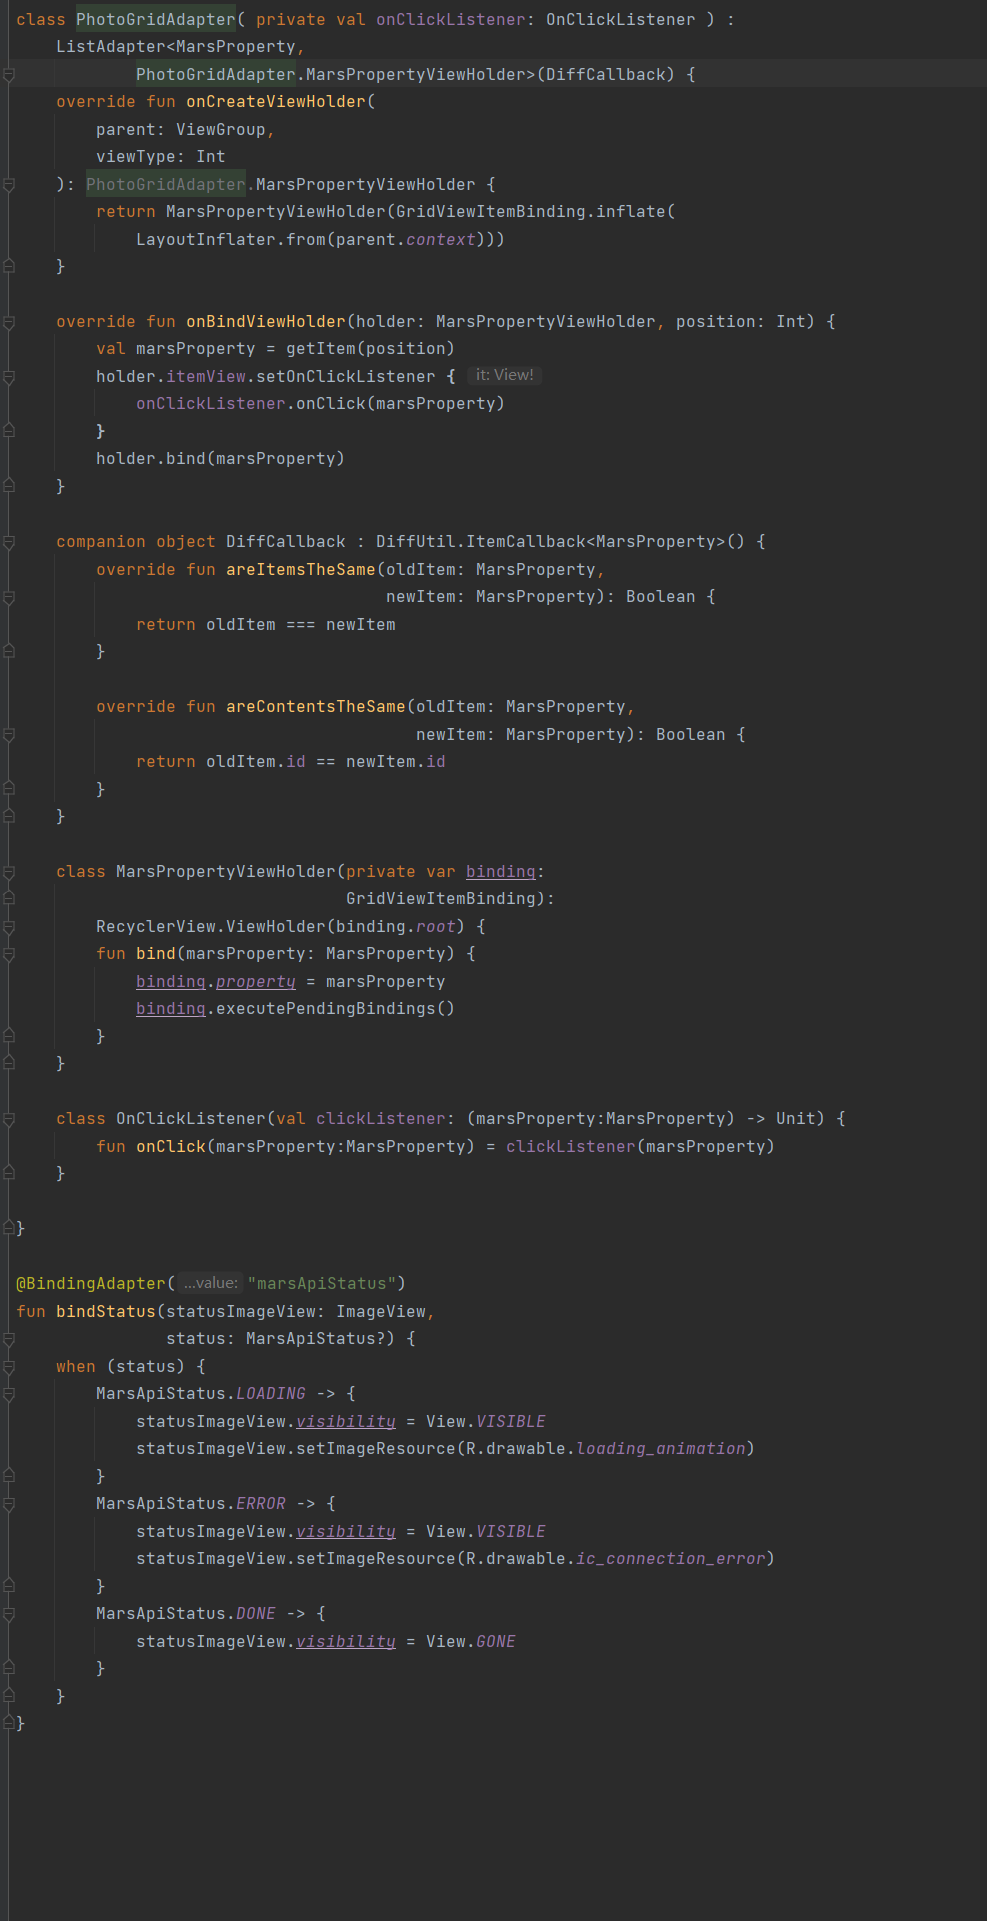 class PhotoGridAdapter( private val onClickListener: OnClickListener ) :
    ListAdapter<MarsProperty,
            PhotoGridAdapter.MarsPropertyViewHolder>(DiffCallback) {
    override fun onCreateViewHolder(
        parent: ViewGroup,
        viewType: Int
    ): PhotoGridAdapter.MarsPropertyViewHolder {
        return MarsPropertyViewHolder(GridViewItemBinding.inflate(
            LayoutInflater.from(parent.context)))
    }

    override fun onBindViewHolder(holder: MarsPropertyViewHolder, position: Int) {
        val marsProperty = getItem(position)
        holder.itemView.setOnClickListener { it: View!
            onClickListener.onClick(marsProperty)
        }
        holder.bind(marsProperty)
    }

    companion object DiffCallback : DiffUtil.ItemCallback<MarsProperty>() {
        override fun areItemsTheSame(oldItem: MarsProperty,
                                     newItem: MarsProperty): Boolean {
            return oldItem === newItem
        }

        override fun areContentsTheSame(oldItem: MarsProperty,
                                        newItem: MarsProperty): Boolean {
            return oldItem.id == newItem.id
        }
    }

    class MarsPropertyViewHolder(private var binding:
                                 GridViewItemBinding):
        RecyclerView.ViewHolder(binding.root) {
        fun bind(marsProperty: MarsProperty) {
            binding.property = marsProperty
            binding.executePendingBindings()
        }
    }

    class OnClickListener(val clickListener: (marsProperty:MarsProperty) -> Unit) {
        fun onClick(marsProperty:MarsProperty) = clickListener(marsProperty)
    }

}

@BindingAdapter( ...value: "marsApiStatus")
fun bindStatus(statusImageView: ImageView,
               status: MarsApiStatus?) {
    when (status) {
        MarsApiStatus.LOADING -> {
            statusImageView.visibility = View.VISIBLE
            statusImageView.setImageResource(R.drawable.loading_animation)
        }
        MarsApiStatus.ERROR -> {
            statusImageView.visibility = View.VISIBLE
            statusImageView.setImageResource(R.drawable.ic_connection_error)
        }
        MarsApiStatus.DONE -> {
            statusImageView.visibility = View.GONE
        }
    }
}